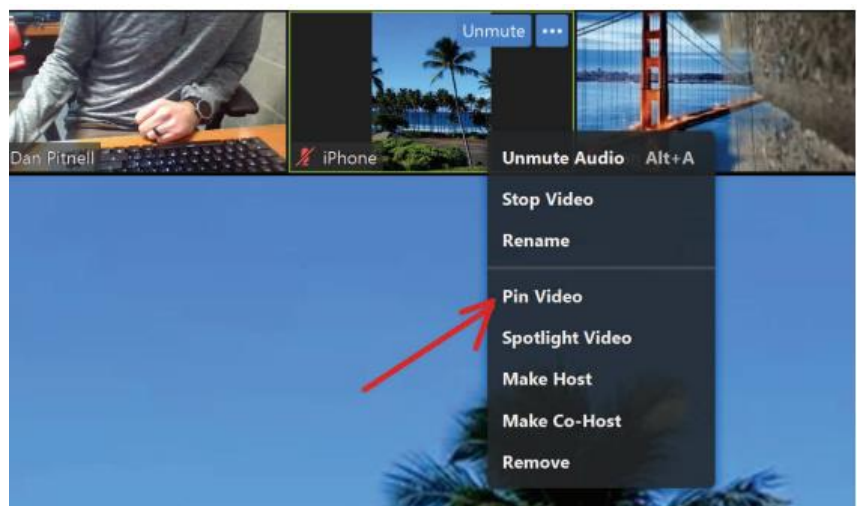 Unmute ...
Dan Pitnell
iPhone
Unmute Audio Alt+A
Stop Video
Rename
Pin Video
Spotlight Video
Make Host
Make Co-Host
Remove